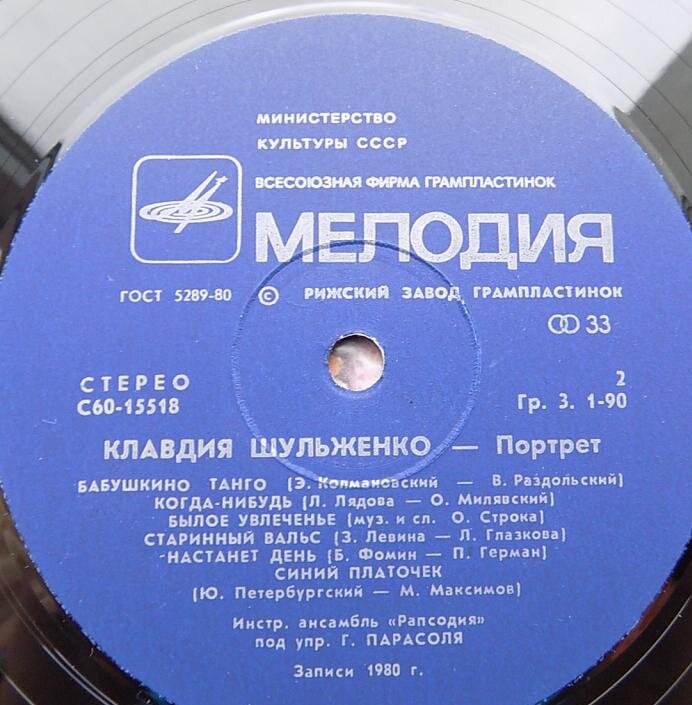 МИНИСТЕРСТВО
КУЛЬТУРЫ СССР
ВСЕСОЮЗНАЯ ФИРМА ГРАМПЛАСТИНОК
МЕЛОДИЯ
ГОСТ 5289-80 © РИЖСКИЙ ЗАВОД ГРАМПЛАСТИНОК
33
СТЕРЕО 2
С60-15518 Гр. 3. 1-90
КЛАВДИЯ ШУЛЬЖЕНКО — Портрет
БАБУШКИНО ТАНГО (Э. Колмановский — В. Раздольский)
КОГДА-НИБУДЬ (Л. Лядова — О. Милявский)
БЫЛОЕ УВЛЕЧЕНЬЕ (муз. и сл. О. Строка)
СТАРИННЫЙ ВАЛЬС (З. Левина — Л. Глазкова)
НАСТАНЕТ ДЕНЬ (Б. Фомин — П. Герман)
СИНИЙ ПЛАТОЧЕК
(Ю. Петербургский — М. Максимов)
Инстр. ансамбль «Рапсодия»
под упр. Г. ПАРАСОЛЯ
Записи 1980 г.